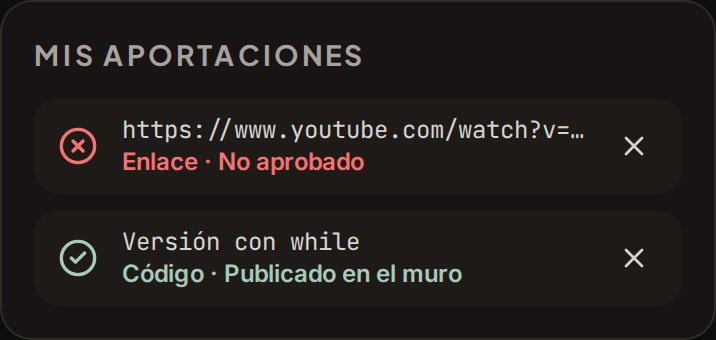 MIS APORTACIONES
https://www.youtube.com/watch?v=…
Enlace · No aprobado
Versión con while
Código · Publicado en el muro